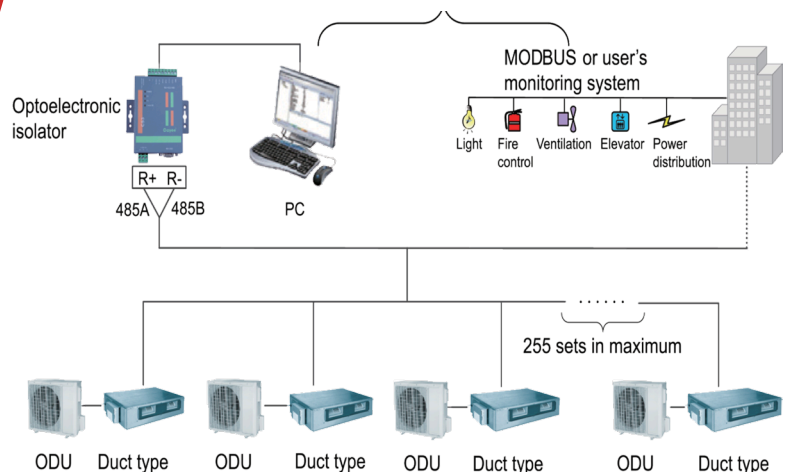 MODBUS or user's
monitoring system
Optoelectronic
isolator
Light Fire
control Ventilation Elevator Power
distribution
R+ R-
485A 485B
PC
......
255 sets in maximum
ODU Duct type ODU Duct type ODU Duct type ODU Duct type